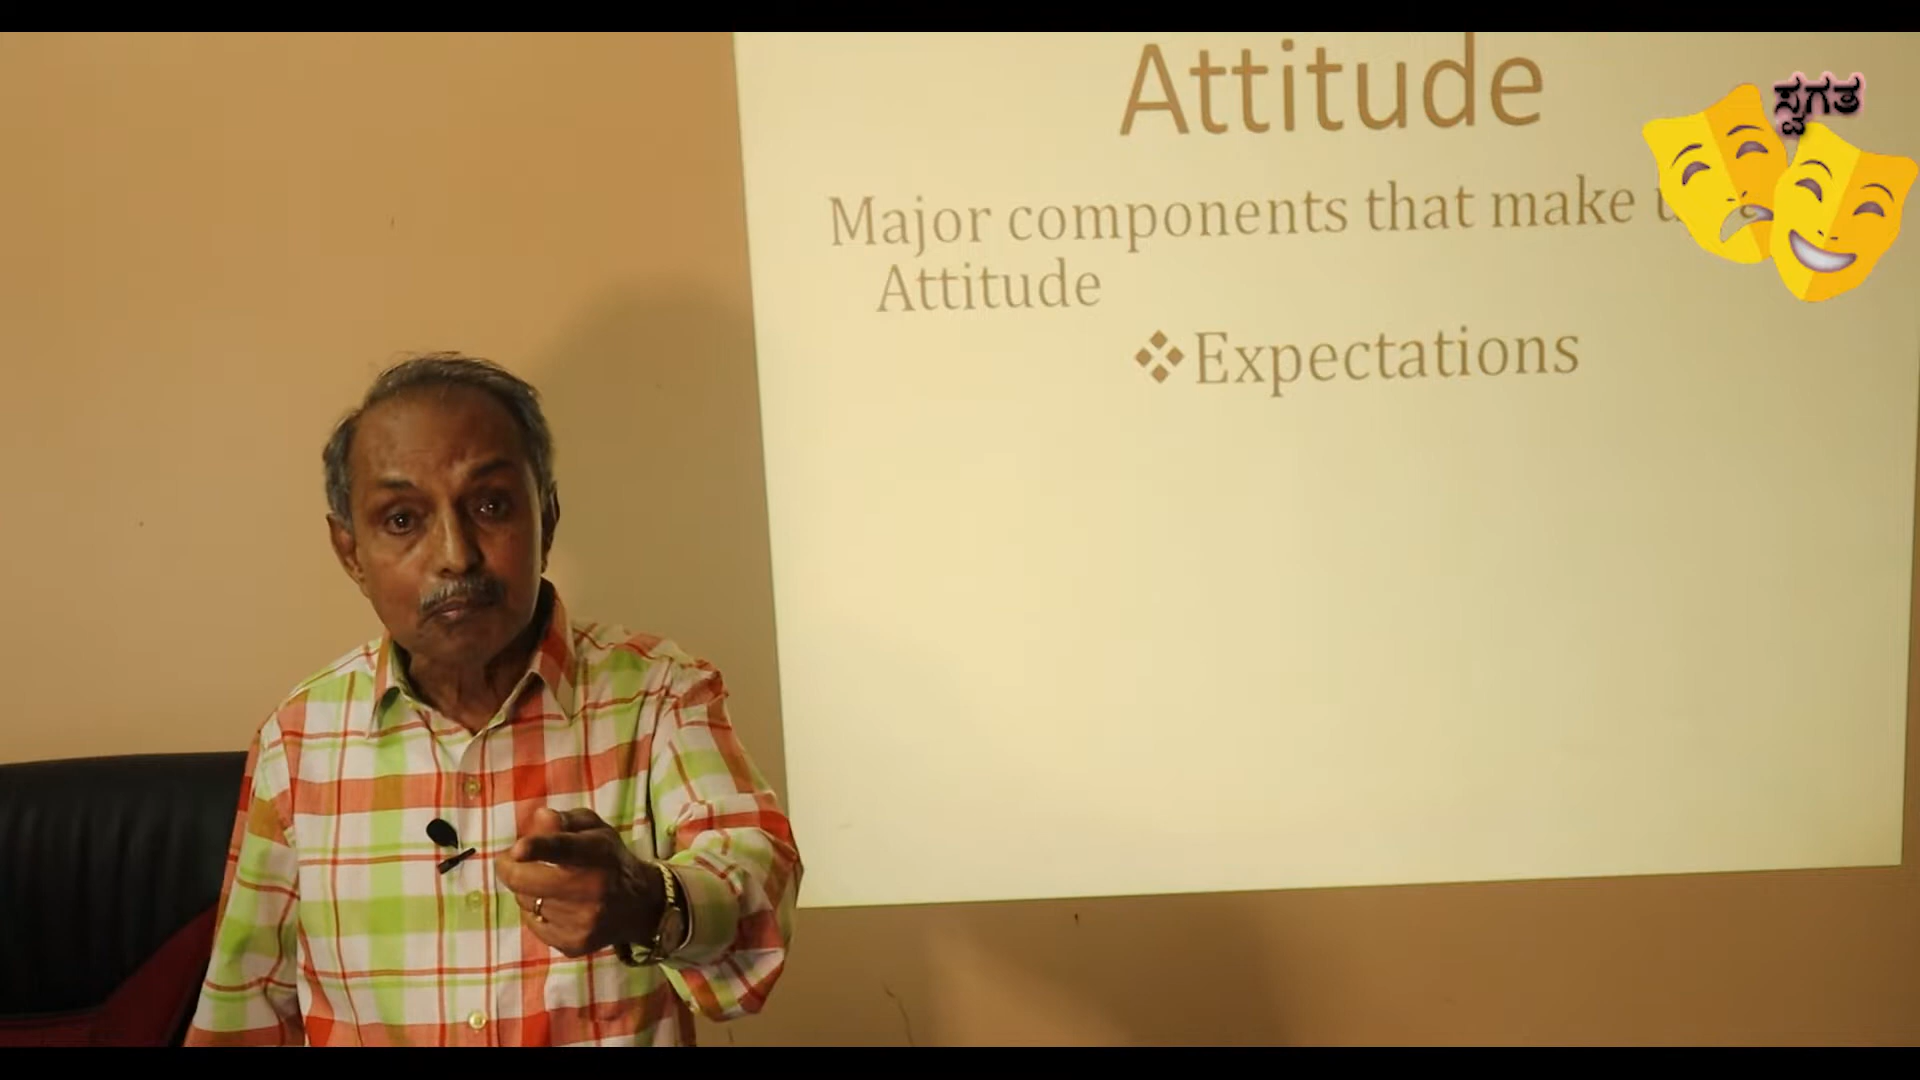 Attitude
ಸ್ವಗತ
Major components that make
Attitude
❖Expectations